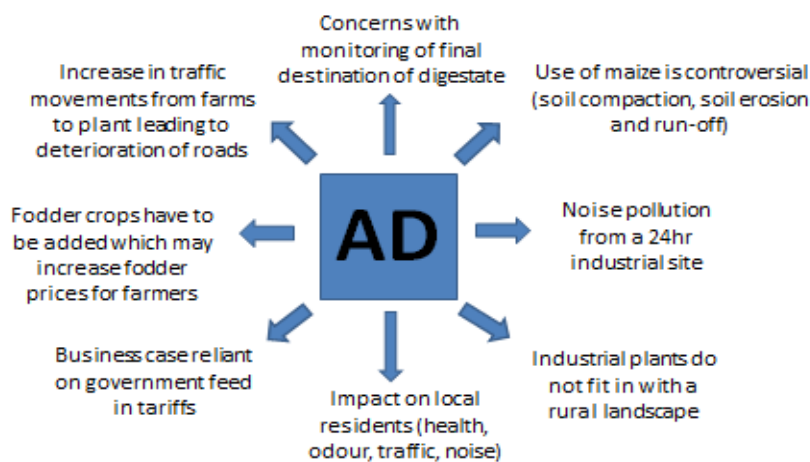 Concerns with
monitoring of final
destination of digestate
Increase in traffic
movements from farms
to plant leading to
deterioration of roads
Use of maize is controversial
(soil compaction, soil erosion
and run-off)
Fodder crops have to
be added which may
increase fodder
prices for farmers
AD
Noise pollution
from a 24hr
industrial site
Business case reliant
on government feed
in tariffs
Impact on local
residents (health,
odour, traffic, noise)
Industrial plants do
not fit in with a
rural landscape